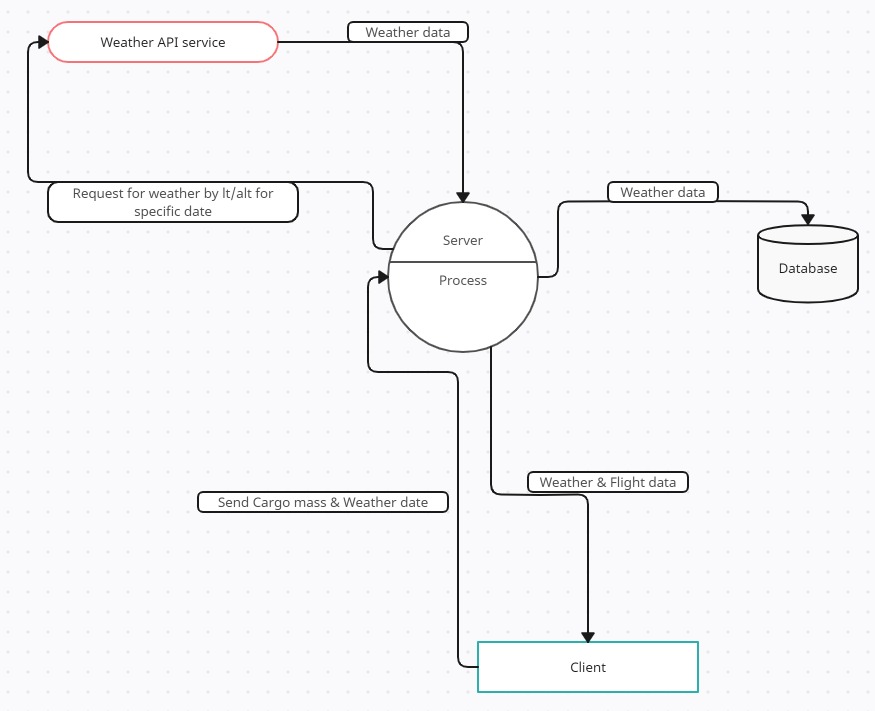 Weather API service
Weather data
Request for weather by lt/alt for
specific date
Weather data
Server
Process
Database
Weather & Flight data
Send Cargo mass & Weather date
Client